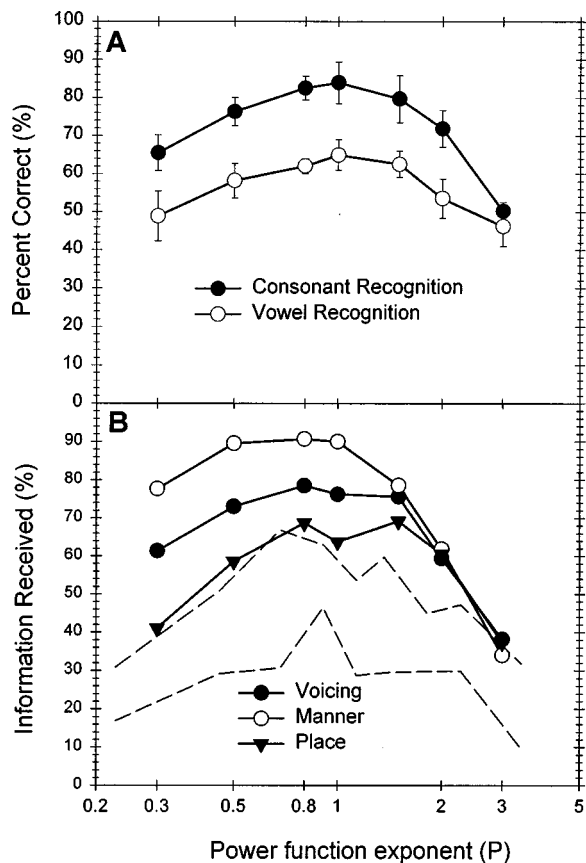 A
100
90
80
70
60
50
40
30
20
10
0
Percent Correct (%)
Consonant Recognition
Vowel Recognition
B
90
80
70
60
50
40
30
20
10
0
Information Received (%)
Voicing
Manner
Place
0.2 0.3 0.5 0.8 1 2 3 5
Power function exponent (P)